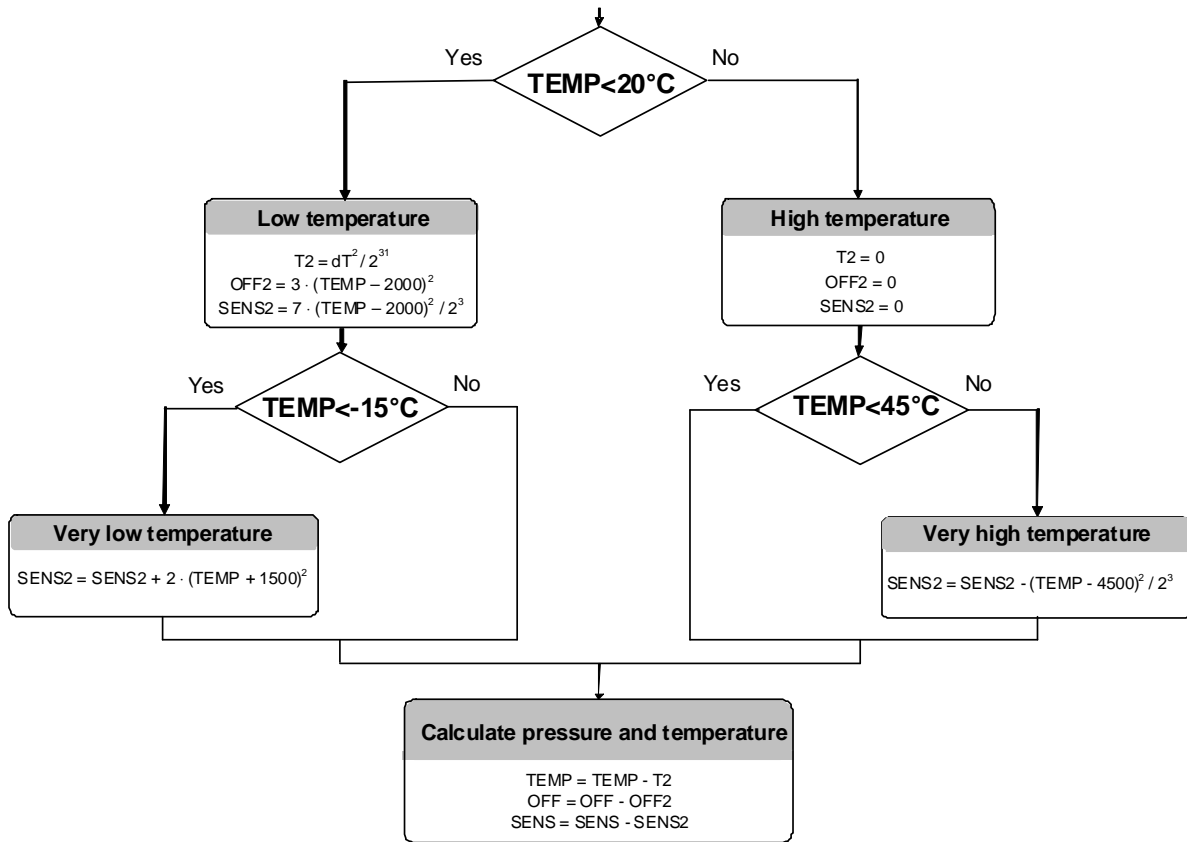 Yes
TEMP<20°C
No
Low temperature
T2 = dT² / 2³¹
OFF2 = 3 · (TEMP – 2000)²
SENS2 = 7 · (TEMP – 2000)² / 2³
High temperature
T2 = 0
OFF2 = 0
SENS2 = 0
Yes
TEMP<-15°C
No
Yes
TEMP<45°C
No
Very low temperature
SENS2 = SENS2 + 2 · (TEMP + 1500)²
Very high temperature
SENS2 = SENS2 - (TEMP - 4500)² / 2³
Calculate pressure and temperature
TEMP = TEMP - T2
OFF = OFF - OFF2
SENS = SENS - SENS2